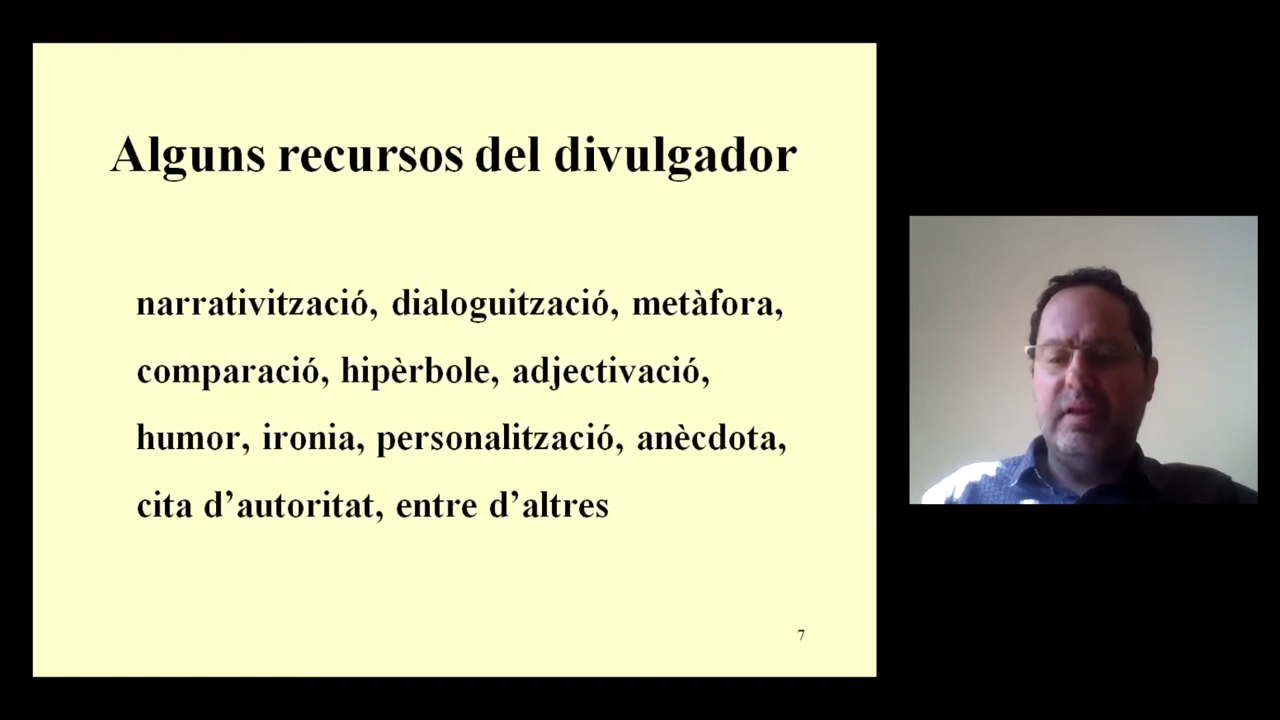 Alguns recursos del divulgador
narrativització, dialoguització, metàfora,
comparació, hipèrbole, adjectivació,
humor, ironia, personalització, anècdota,
cita d’autoritat, entre d’altres
7